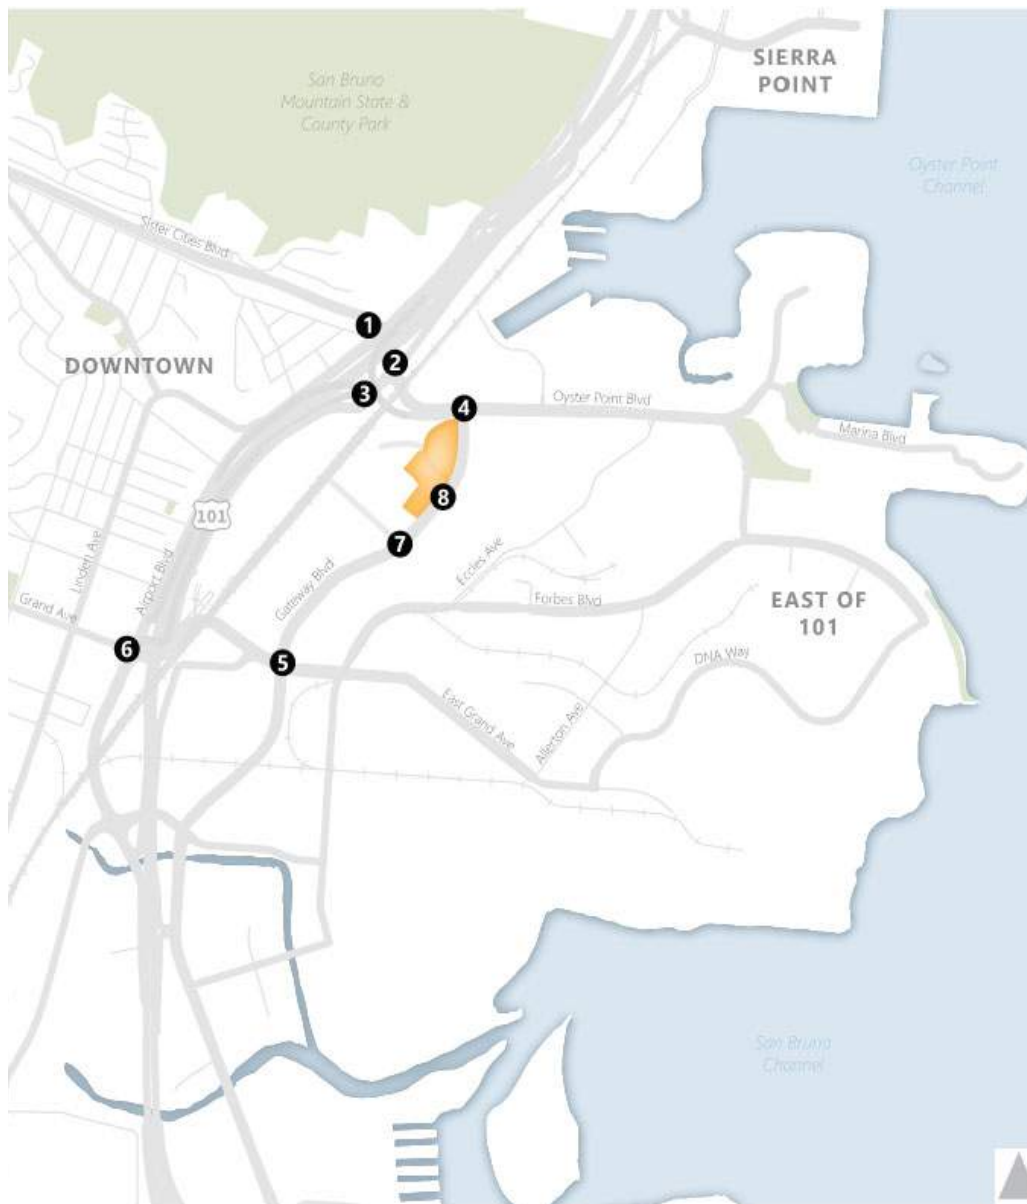 SIERRA
POINT
San Bruno
Mountain State &
County Park
Oyster Point
Channel
Sister Cities Blvd
1
2
DOWNTOWN
3
4
Oyster Point Blvd
Marina Blvd
8
101
7
Linden Ave
Airport Blvd
Eccles Ave
Gateway Blvd
Forbes Blvd
EAST OF
101
Grand Ave
6
5
DNA Way
East Grand Ave
Allerton Ave
San Bruno
Channel